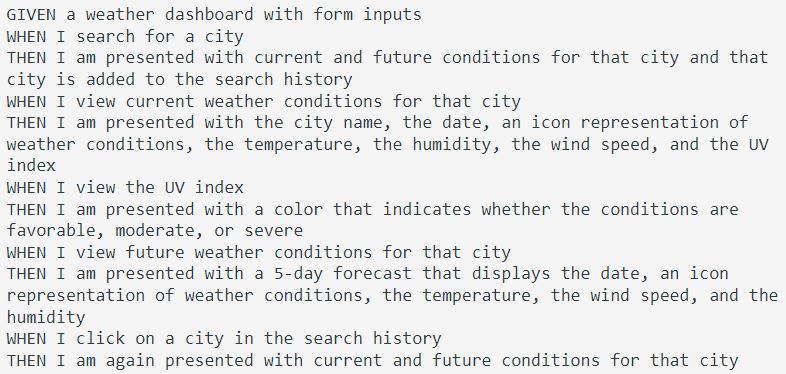 GIVEN a weather dashboard with form inputs
WHEN I search for a city
THEN I am presented with current and future conditions for that city and that
city is added to the search history
WHEN I view current weather conditions for that city
THEN I am presented with the city name, the date, an icon representation of
weather conditions, the temperature, the humidity, the wind speed, and the UV
index
WHEN I view the UV index
THEN I am presented with a color that indicates whether the conditions are
favorable, moderate, or severe
WHEN I view future weather conditions for that city
THEN I am presented with a 5-day forecast that displays the date, an icon
representation of weather conditions, the temperature, the wind speed, and the
humidity
WHEN I click on a city in the search history
THEN I am again presented with current and future conditions for that city